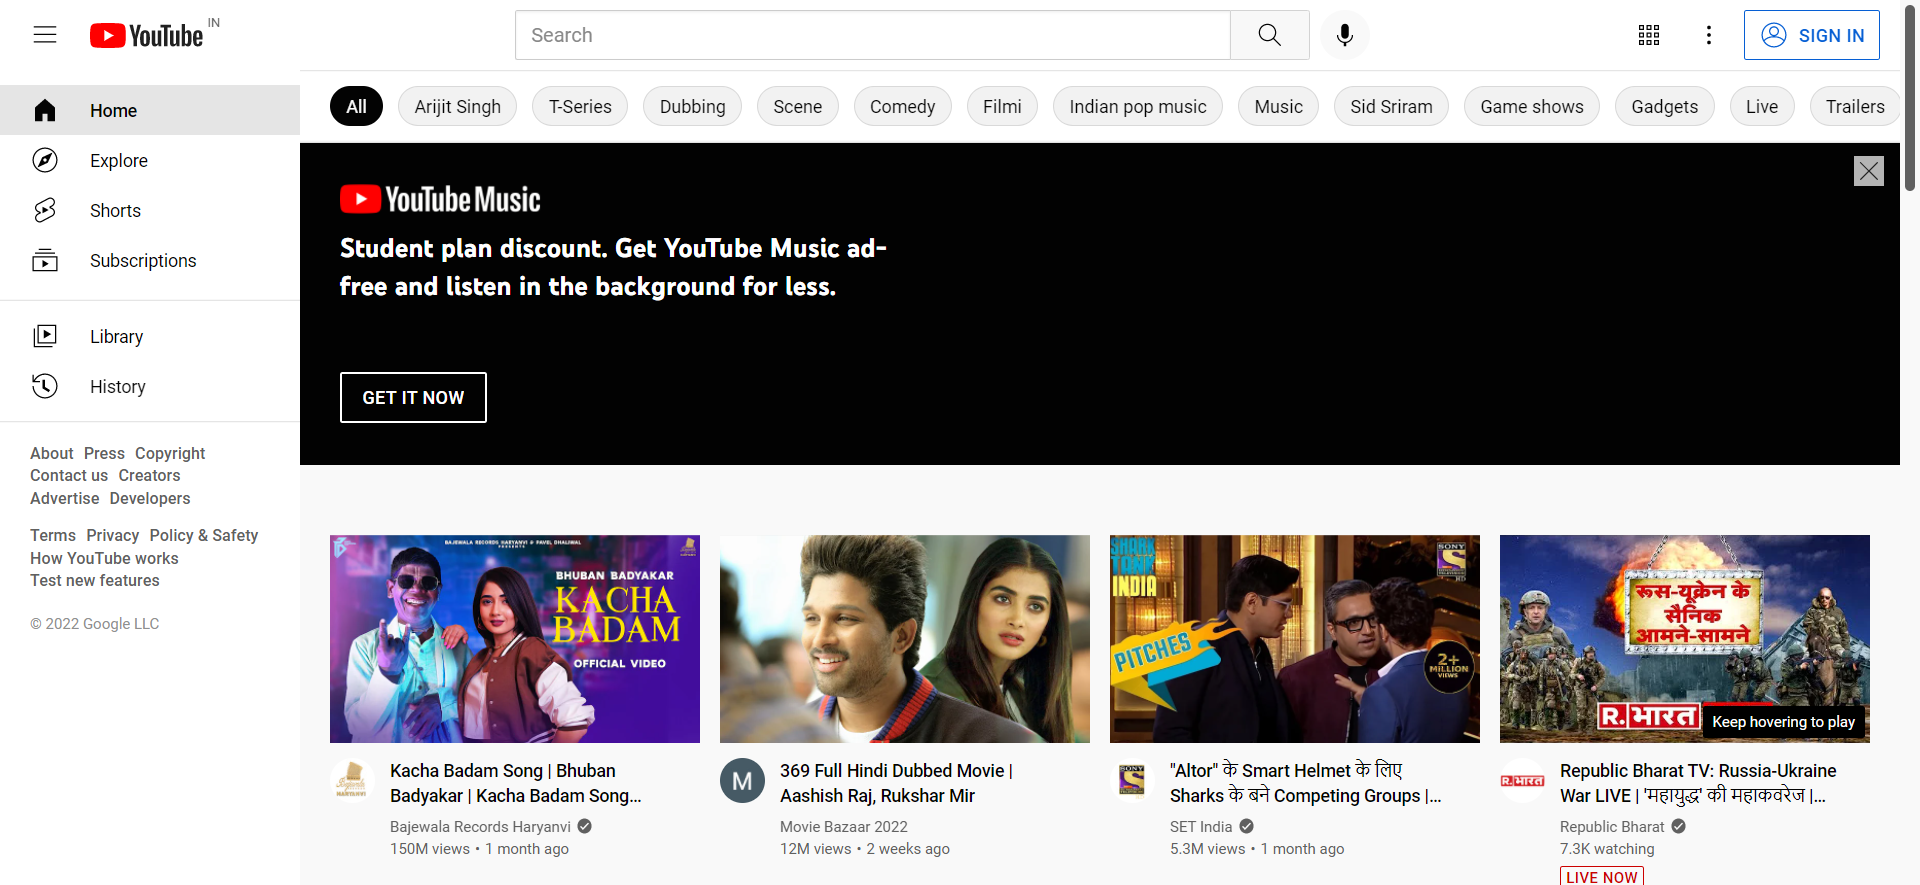 YouTube IN
Search
SIGN IN
Home
Explore
Shorts
Subscriptions
Library
History
About Press Copyright
Contact us Creators
Advertise Developers
Terms Privacy Policy & Safety
How YouTube works
Test new features
© 2022 Google LLC
All Arijit Singh T-Series Dubbing Scene Comedy Filmi Indian pop music Music Sid Sriram Game shows Gadgets Live Trailers
YouTube Music
Student plan discount. Get YouTube Music ad-
free and listen in the background for less.
GET IT NOW
BAJEWALA RECORDS HARYANVI & PAVEL DHALIWAL
PRESENTS
BHUBAN BADYAKAR
KACHA
BADAM
OFFICIAL VIDEO
Kacha Badam Song | Bhuban
Badyakar | Kacha Badam Song...
Bajewala Records Haryanvi
150M views • 1 month ago
M
369 Full Hindi Dubbed Movie |
Aashish Raj, Rukshar Mir
Movie Bazaar 2022
12M views • 2 weeks ago
SHARK
TANK
INDIA
SONY
HD
PITCHES
2+
MILLION
VIEWS
SONY
"Altor" के Smart Helmet के लिए
Sharks के बने Competing Groups |...
SET India
5.3M views • 1 month ago
रूस-यूक्रेन के
सैनिक
आमने-सामने
R.भारत
Keep hovering to play
R.भारत
Republic Bharat TV: Russia-Ukraine
War LIVE | 'महायुद्ध' की महाकवरेज |...
Republic Bharat
7.3K watching
LIVE NOW